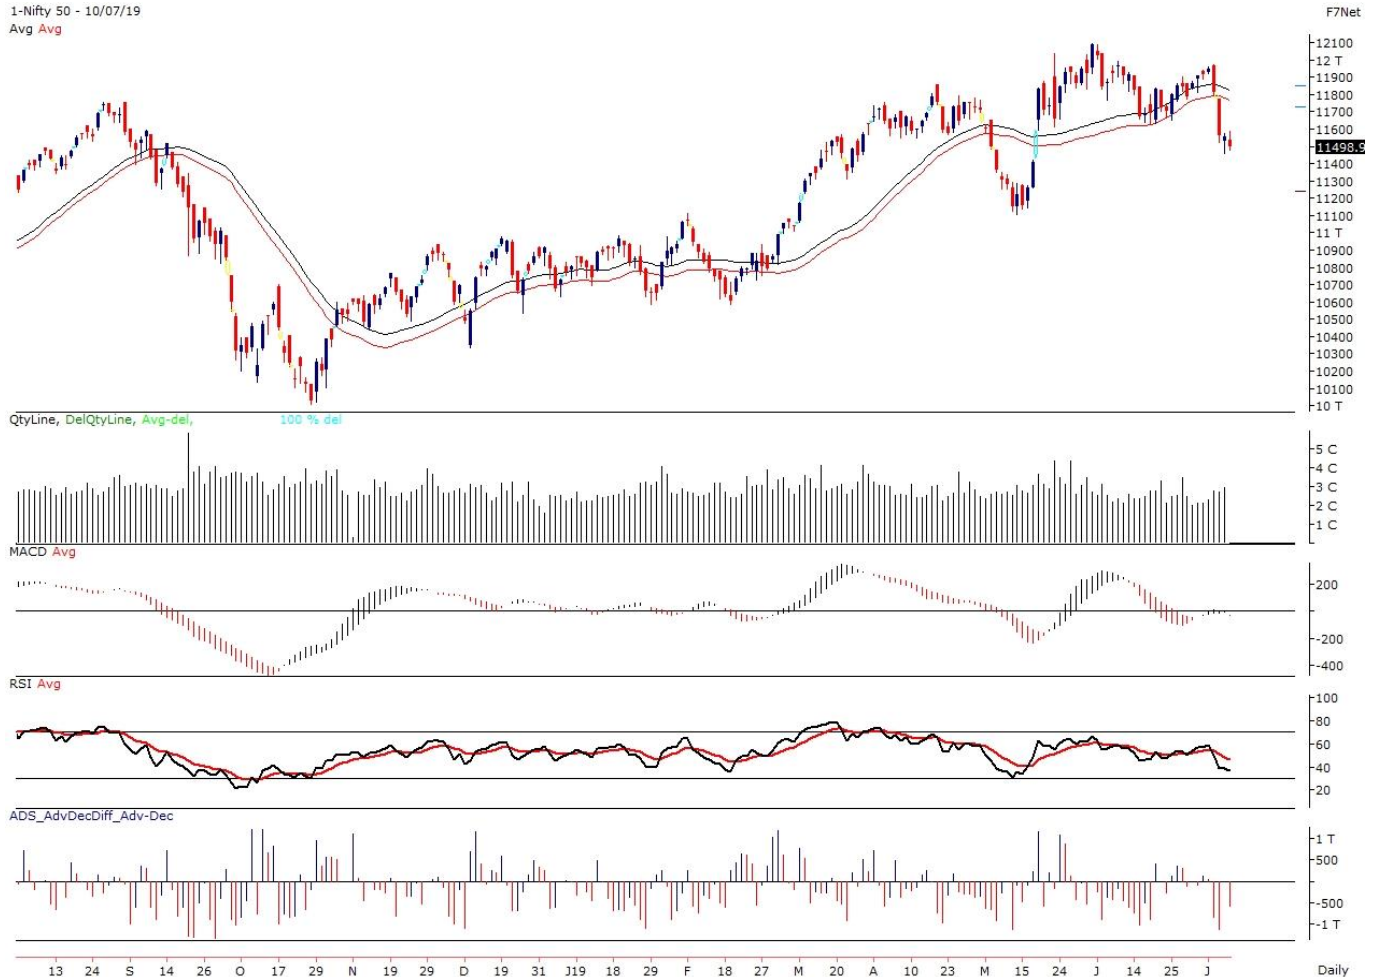 1-Nifty 50 - 10/07/19
F7Net
Avg Avg
12100
12 T
11900
11800
11700
11600
11498.9
11400
11300
11200
11100
11 T
10900
10800
10700
10600
10500
10400
10300
10200
10100
10 T
QtyLine, DelQtyLine, Avg-del, 100 % del
5 C
4 C
3 C
2 C
1 C
MACD Avg
200
-200
-400
RSI Avg
100
80
60
40
20
ADS_AdvDecDiff_Adv-Dec
1 T
500
-500
-1 T
13 24 S 14 26 O 17 29 N 19 29 D 19 31 J19 18 29 F 18 27 M 20 A 10 23 M 15 24 J 14 25 J Daily